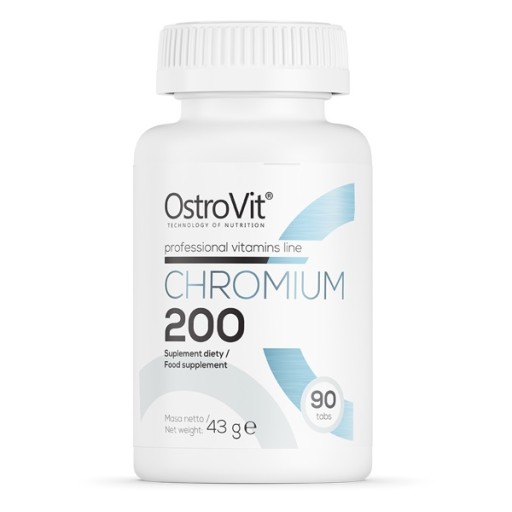 OstroVit®
TECHNOLOGY OF NUTRITION
professional vitamins line
CHROMIUM
200
Suplement diety /
Food supplement
90
tabs.
Masa netto /
Net weight: 43 g ℮